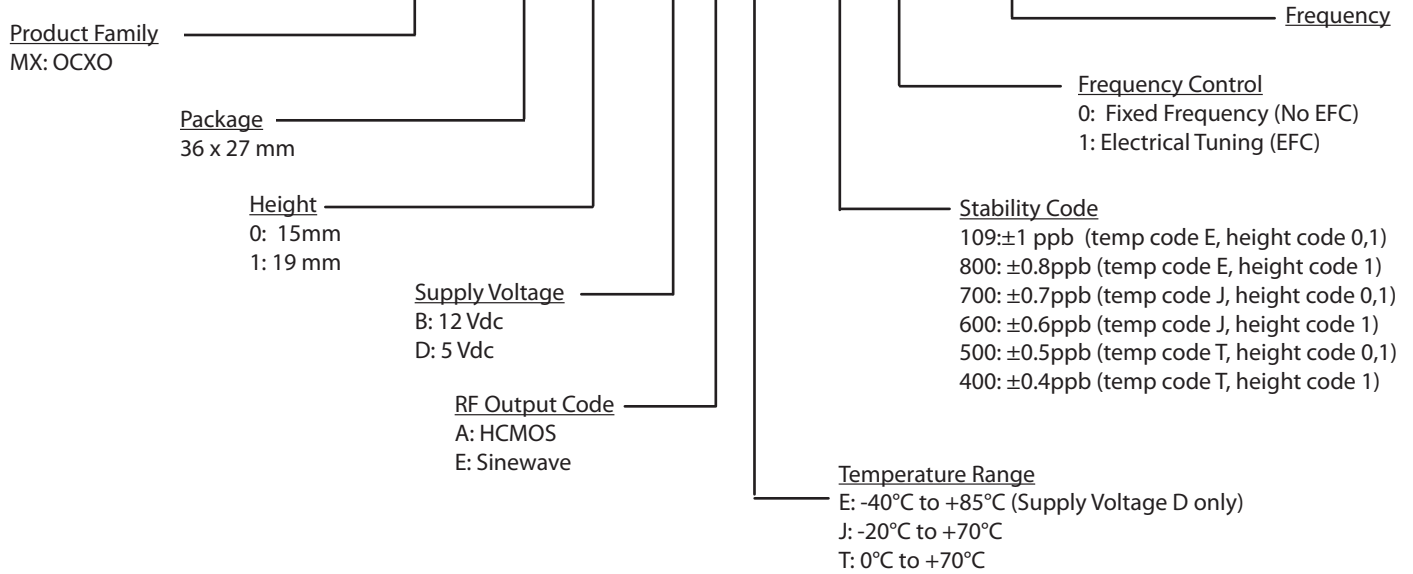 Frequency
Product Family
MX: OCXO
Frequency Control
0: Fixed Frequency (No EFC)
1: Electrical Tuning (EFC)
Package
36 x 27 mm
Height
0: 15mm
1: 19 mm
Stability Code
109:±1 ppb (temp code E, height code 0,1)
800: ±0.8ppb (temp code E, height code 1)
700: ±0.7ppb (temp code J, height code 0,1)
600: ±0.6ppb (temp code J, height code 1)
500: ±0.5ppb (temp code T, height code 0,1)
400: ±0.4ppb (temp code T, height code 1)
Supply Voltage
B: 12 Vdc
D: 5 Vdc
RF Output Code
A: HCMOS
E: Sinewave
Temperature Range
E: -40°C to +85°C (Supply Voltage D only)
J: -20°C to +70°C
T: 0°C to +70°C